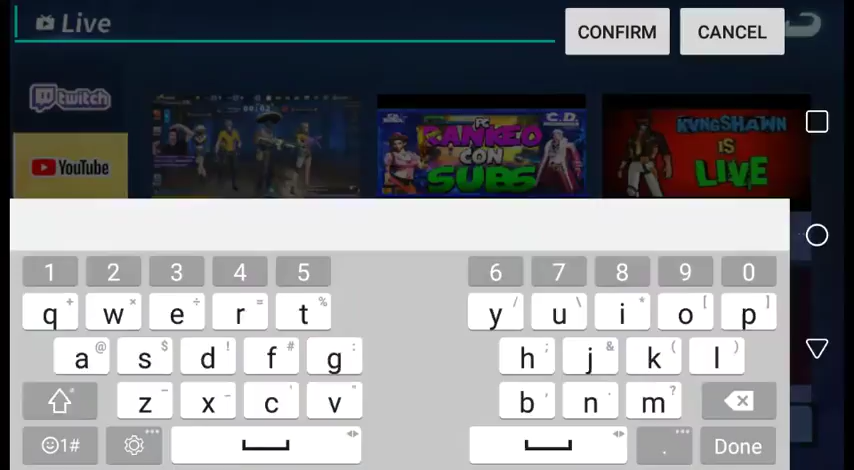 Live
CONFIRM CANCEL
twitch
YouTube
FC
RANKEO
CON
SUBS
C.D.
KVNGSHAWN
IS
LIVE
1 2 3 4 5 6 7 8 9 0
q + w × e ÷ r = t % y / u \ i * o [ p ]
a @ s $ d ! f # g : h ; j & k ( l )
z x - c ' v b n m ?
☺1# . Done